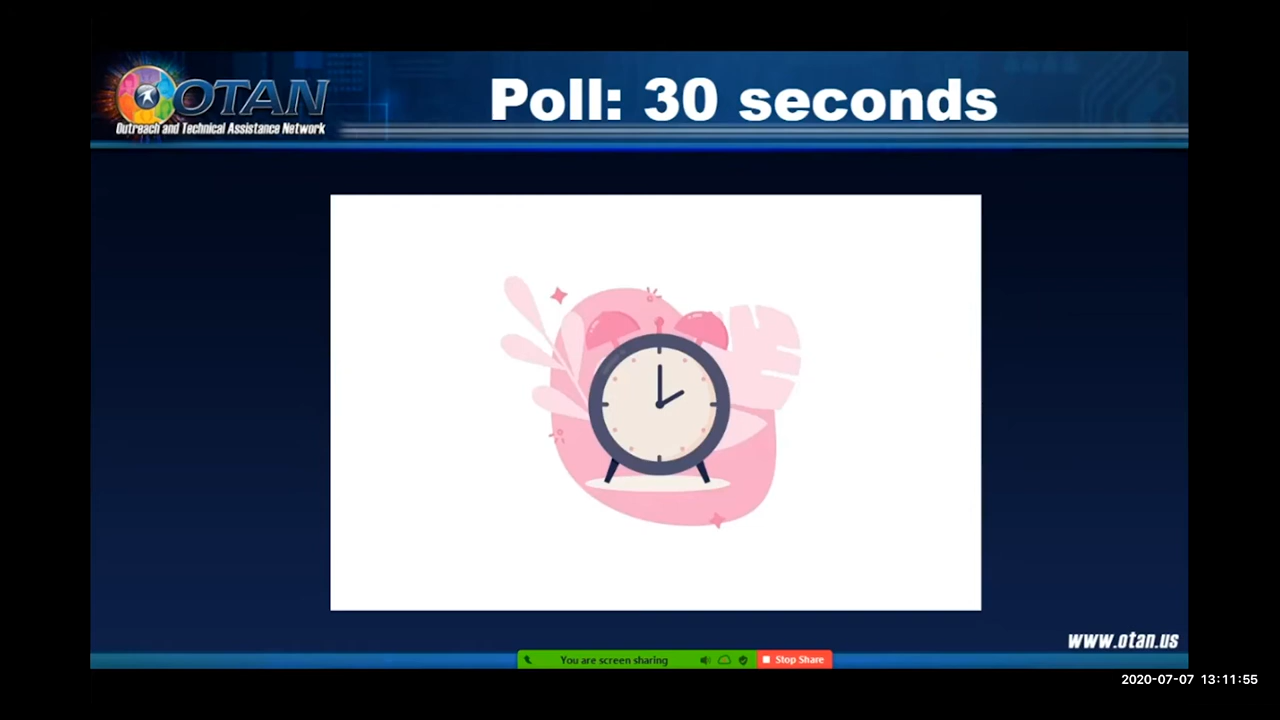 OTAN
Outreach and Technical Assistance Network
Poll: 30 seconds
www.otan.us
You are screen sharing
Stop Share
2020-07-07 13:11:55